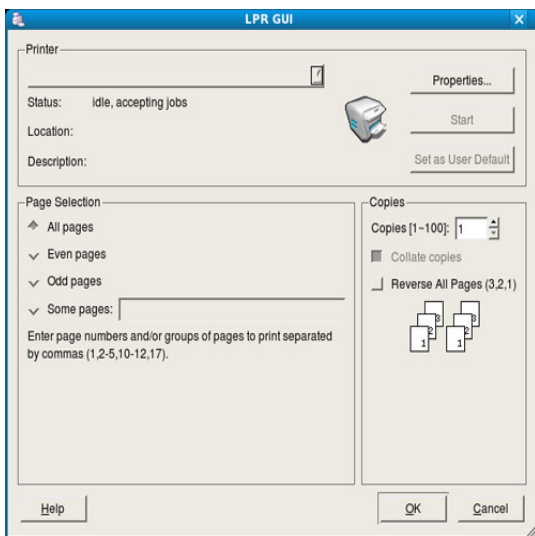 LPR GUI
X
Printer
Properties...
Status: idle, accepting jobs
Start
Location:
Description:
Set as User Default
Page Selection
All pages
Even pages
Odd pages
Some pages:
Enter page numbers and/or groups of pages to print separated
by commas (1,2-5,10-12,17).
Copies
Copies [1~100]: 1
Collate copies
Reverse All Pages (3,2,1)
3 3
2 2
1 1
Help
OK
Cancel